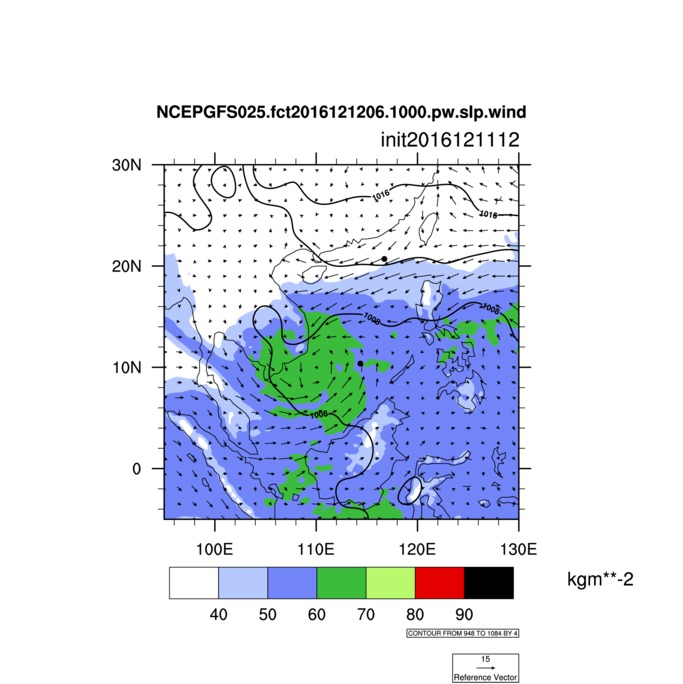 NCEPGFS025.fct2016121206.1000.pw.slp.wind
init2016121112
30N
1016
1016
20N
1008
1008
10N
1008
0
100E 110E 120E 130E
kgm**-2
40 50 60 70 80 90
CONTOUR FROM 948 TO 1084 BY 4
15
Reference Vector